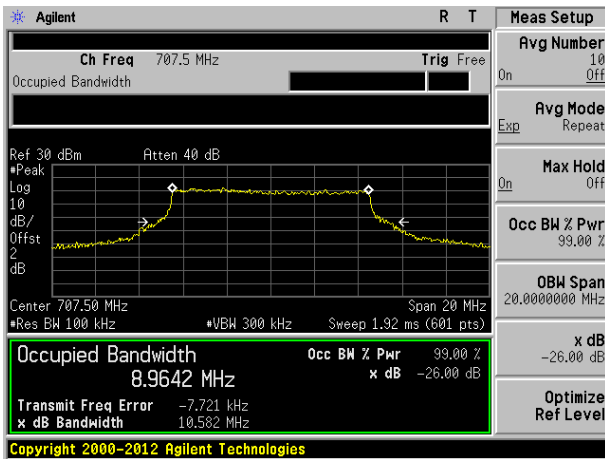 Agilent R T
Ch Freq 707.5 MHz Trig Free
Occupied Bandwidth
Ref 30 dBm Atten 40 dB
#Peak
Log
10
dB/
Offst
2
dB
Center 707.50 MHz Span 20 MHz
#Res BW 100 kHz #VBW 300 kHz Sweep 1.92 ms (601 pts)
Occupied Bandwidth Occ BW % Pwr 99.00 %
8.9642 MHz x dB -26.00 dB
Transmit Freq Error -7.721 kHz
x dB Bandwidth 10.582 MHz
Copyright 2000-2012 Agilent Technologies
Meas Setup
Avg Number
10
On Off
Avg Mode
Exp Repeat
Max Hold
On Off
Occ BW % Pwr
99.00 %
OBW Span
20.0000000 MHz
x dB
-26.00 dB
Optimize
Ref Level